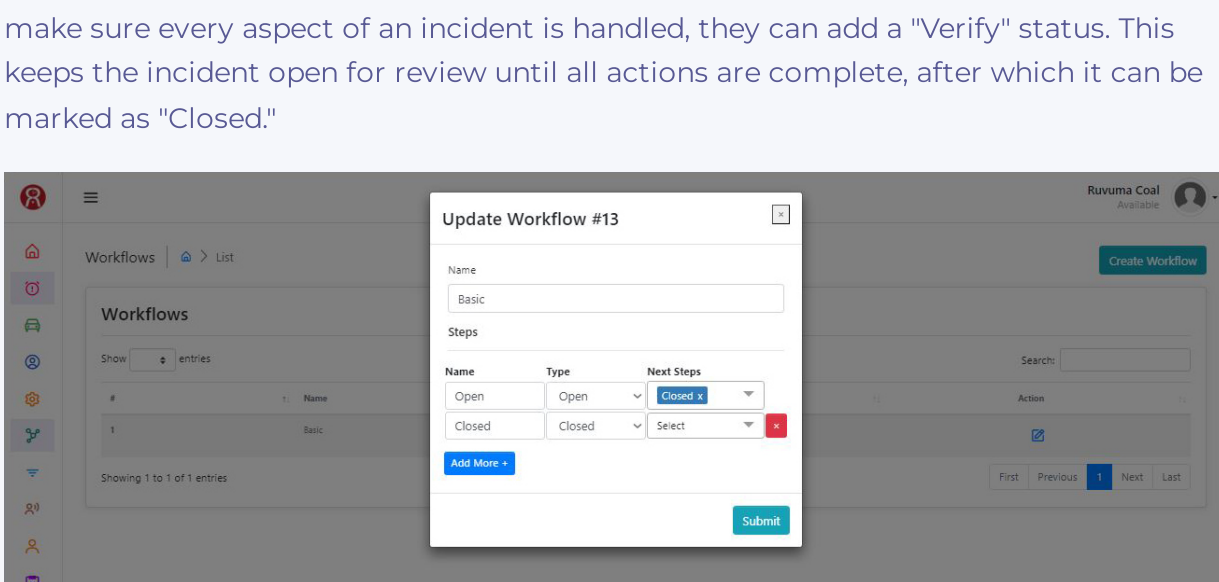 make sure every aspect of an incident is handled, they can add a "Verify" status. This
keeps the incident open for review until all actions are complete, after which it can be
marked as "Closed."
Ruvuma Coal
Available
Workflows > List
Create Workflow
Workflows
Show entries
Search:
# Name Action
1 Basic
Showing 1 to 1 of 1 entries
First Previous 1 Next Last
Update Workflow #13
×
Name
Basic
Steps
Name Type Next Steps
Open Open Closed x
Closed Closed Select ×
Add More +
Submit